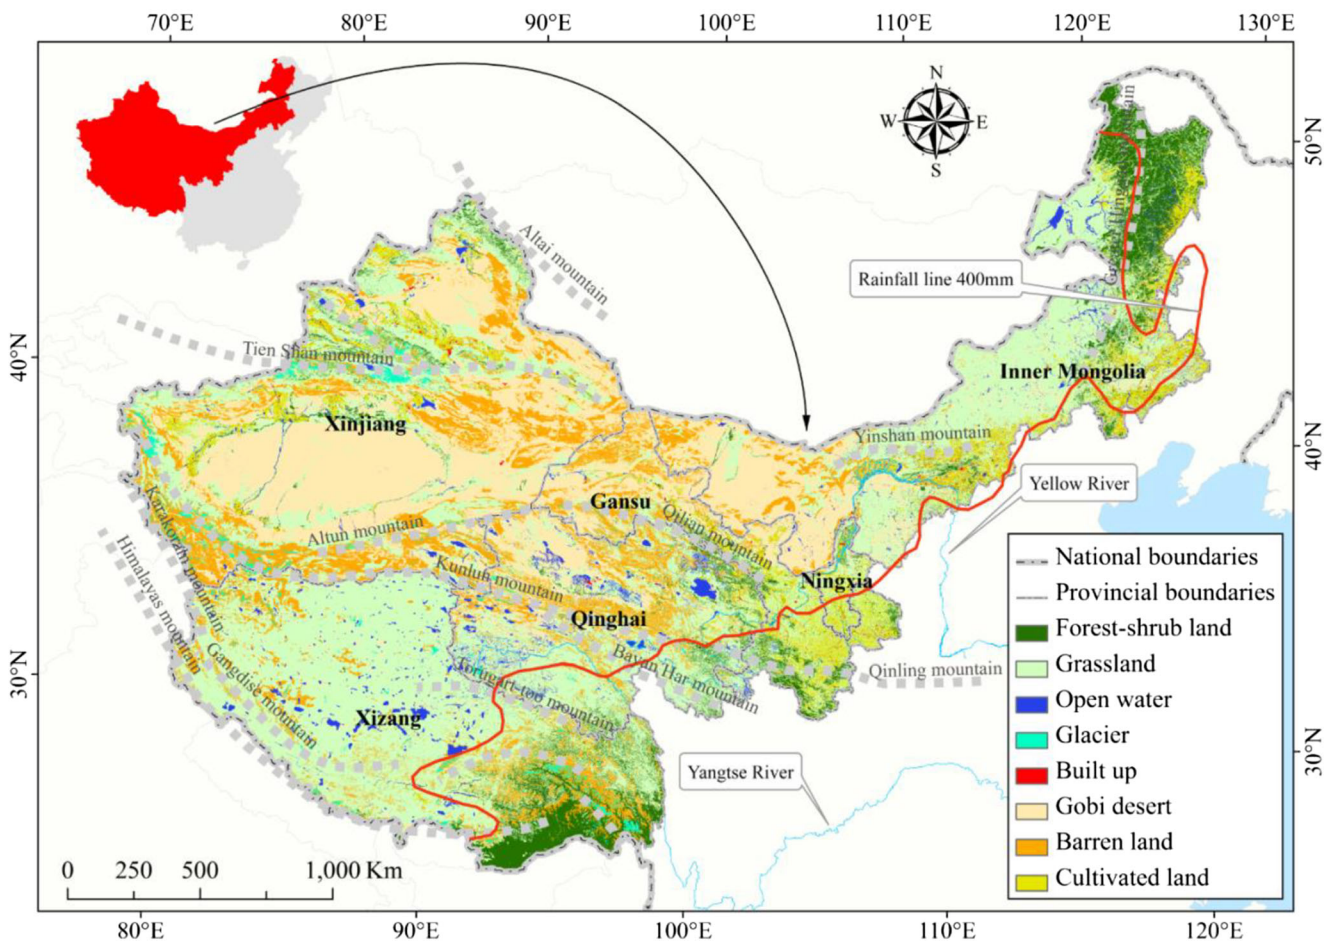 70°E 80°E 90°E 100°E 110°E 120°E 130°E
N
W E
S
50°N
Altai mountain
Rainfall line 400mm
40°N
Tien Shan mountain
Inner Mongolia
Xinjiang
Yinshan mountain
40°N
Yellow River
Gansu
Karakoram mountain
Altun mountain
Qilian mountain
Himalayas mountain
Kunlun mountain
Ningxia
National boundaries
Provincial boundaries
Qinghai
Forest-shrub land
30°N
Gangdise mountain
Torugart-too mountain
Bayan Har mountain
Qinling mountain
Grassland
Open water
Xizang
Glacier
Yangtse River
Built up
30°N
Gobi desert
Barren land
0 250 500 1,000 Km
Cultivated land
80°E 90°E 100°E 110°E 120°E